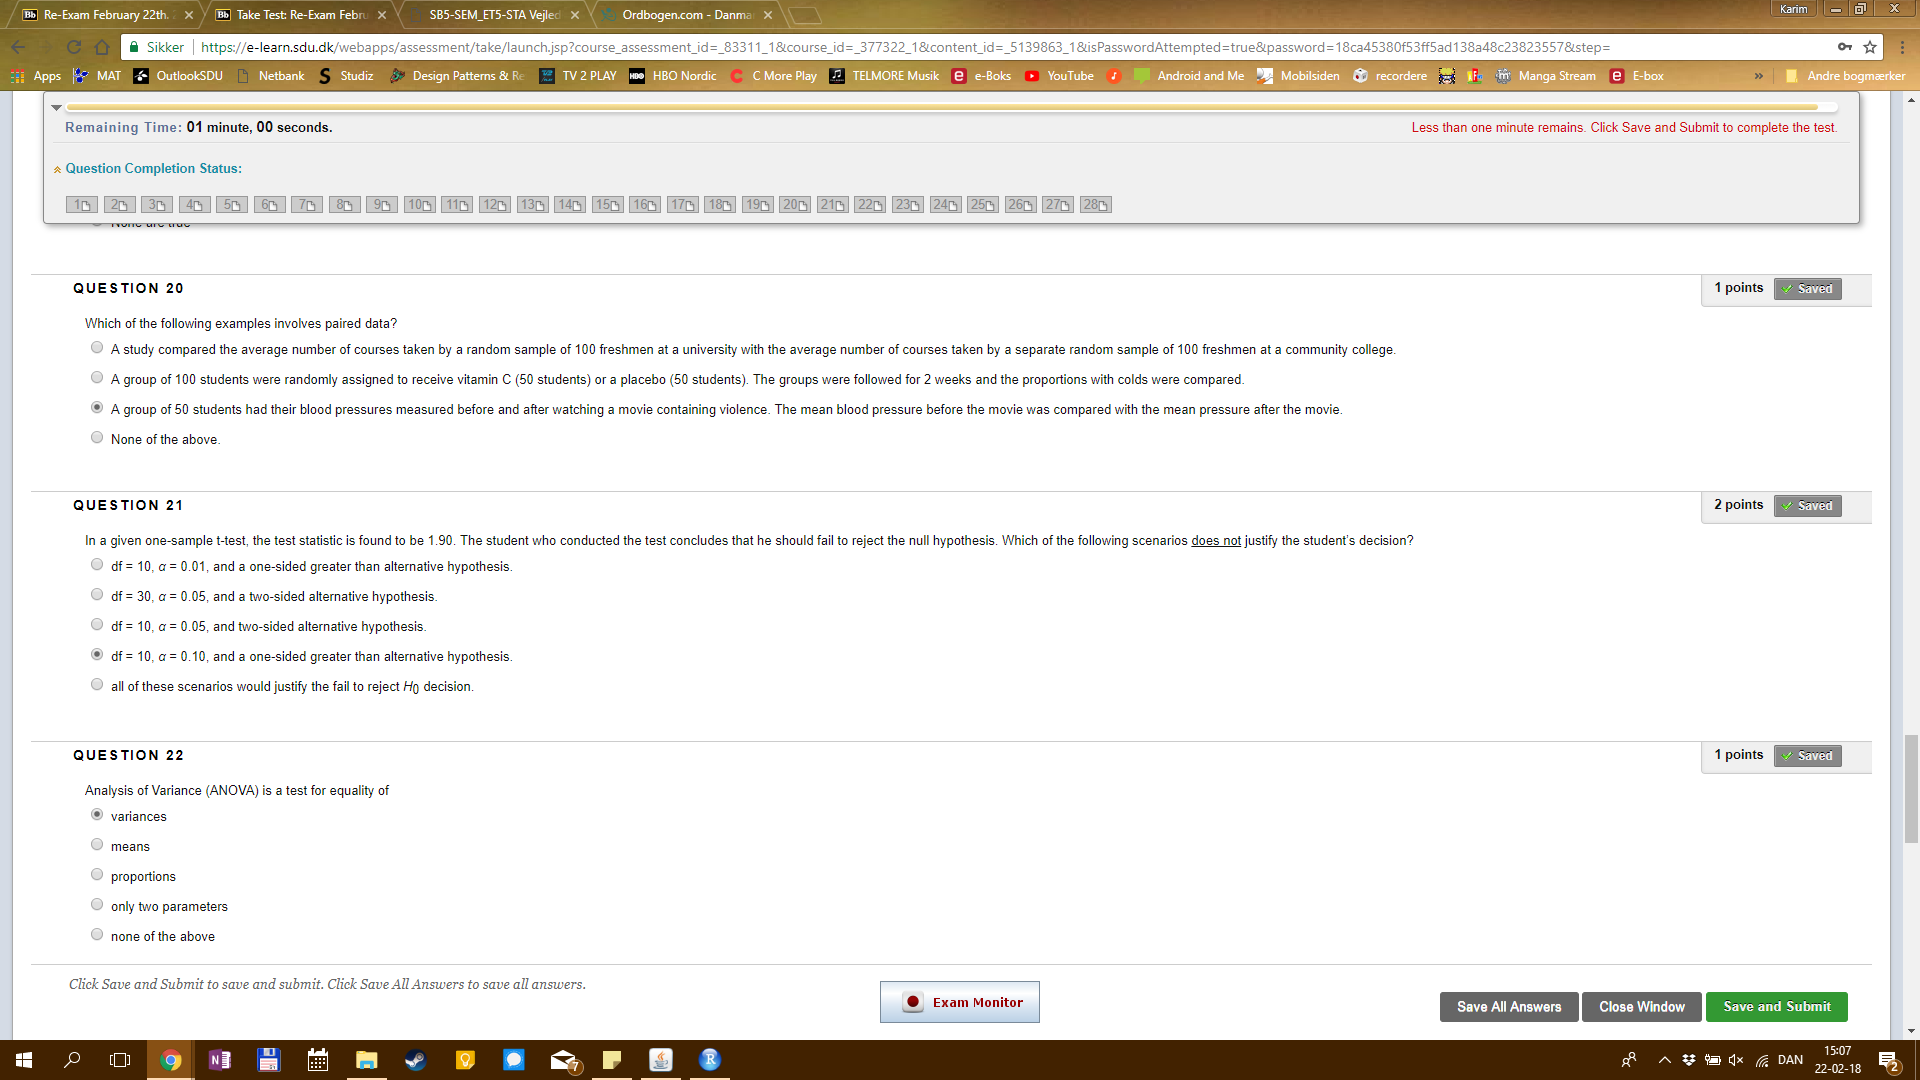 Re-Exam February 22th.
Take Test: Re-Exam Febru
SB5-SEM_ET5-STA Vejled
Ordbogen.com - Danma
Karim
Sikker
https://e-learn.sdu.dk/webapps/assessment/take/launch.jsp?course_assessment_id=_83311_1&course_id=_377322_1&content_id=_5139863_1&isPasswordAttempted=true&password=18ca45380f53ff5ad138a48c23823557&step=
Apps MAT OutlookSDU Netbank Studiz Design Patterns & Re TV 2 PLAY HBO Nordic C More Play TELMORE Musik e-Boks YouTube Android and Me Mobilsiden recordere Manga Stream E-box » Andre bogmærker
Remaining Time: 01 minute, 00 seconds.
Less than one minute remains. Click Save and Submit to complete the test.
Question Completion Status:
1 2 3 4 5 6 7 8 9 10 11 12 13 14 15 16 17 18 19 20 21 22 23 24 25 26 27 28
None are true
QUESTION 20
1 points Saved
Which of the following examples involves paired data?
A study compared the average number of courses taken by a random sample of 100 freshmen at a university with the average number of courses taken by a separate random sample of 100 freshmen at a community college.
A group of 100 students were randomly assigned to receive vitamin C (50 students) or a placebo (50 students). The groups were followed for 2 weeks and the proportions with colds were compared.
A group of 50 students had their blood pressures measured before and after watching a movie containing violence. The mean blood pressure before the movie was compared with the mean pressure after the movie.
None of the above.
QUESTION 21
2 points Saved
In a given one-sample t-test, the test statistic is found to be 1.90. The student who conducted the test concludes that he should fail to reject the null hypothesis. Which of the following scenarios does not justify the student's decision?
df = 10, α = 0.01, and a one-sided greater than alternative hypothesis.
df = 30, α = 0.05, and a two-sided alternative hypothesis.
df = 10, α = 0.05, and two-sided alternative hypothesis.
df = 10, α = 0.10, and a one-sided greater than alternative hypothesis.
all of these scenarios would justify the fail to reject H0 decision.
QUESTION 22
1 points Saved
Analysis of Variance (ANOVA) is a test for equality of
variances
means
proportions
only two parameters
none of the above
Click Save and Submit to save and submit. Click Save All Answers to save all answers.
Exam Monitor
Save All Answers
Close Window
Save and Submit
7
DAN
15:07
22-02-18
2